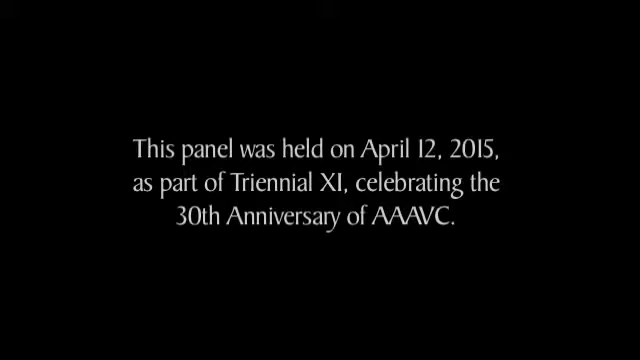 This panel was held on April 12, 2015,
as part of Triennial XI, celebrating the
30th Anniversary of AAAVC.